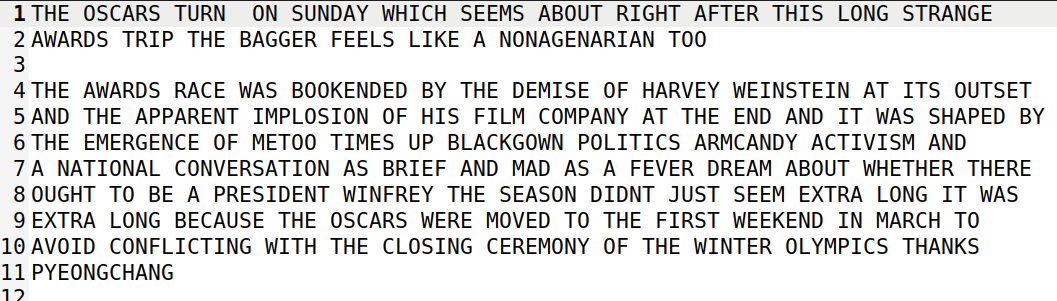 1 THE OSCARS TURN  ON SUNDAY WHICH SEEMS ABOUT RIGHT AFTER THIS LONG STRANGE
2 AWARDS TRIP THE BAGGER FEELS LIKE A NONAGENARIAN TOO
3
4 THE AWARDS RACE WAS BOOKENDED BY THE DEMISE OF HARVEY WEINSTEIN AT ITS OUTSET
5 AND THE APPARENT IMPLOSION OF HIS FILM COMPANY AT THE END AND IT WAS SHAPED BY
6 THE EMERGENCE OF METOO TIMES UP BLACKGOWN POLITICS ARMCANDY ACTIVISM AND
7 A NATIONAL CONVERSATION AS BRIEF AND MAD AS A FEVER DREAM ABOUT WHETHER THERE
8 OUGHT TO BE A PRESIDENT WINFREY THE SEASON DIDNT JUST SEEM EXTRA LONG IT WAS
9 EXTRA LONG BECAUSE THE OSCARS WERE MOVED TO THE FIRST WEEKEND IN MARCH TO
10 AVOID CONFLICTING WITH THE CLOSING CEREMONY OF THE WINTER OLYMPICS THANKS
11 PYEONGCHANG
12